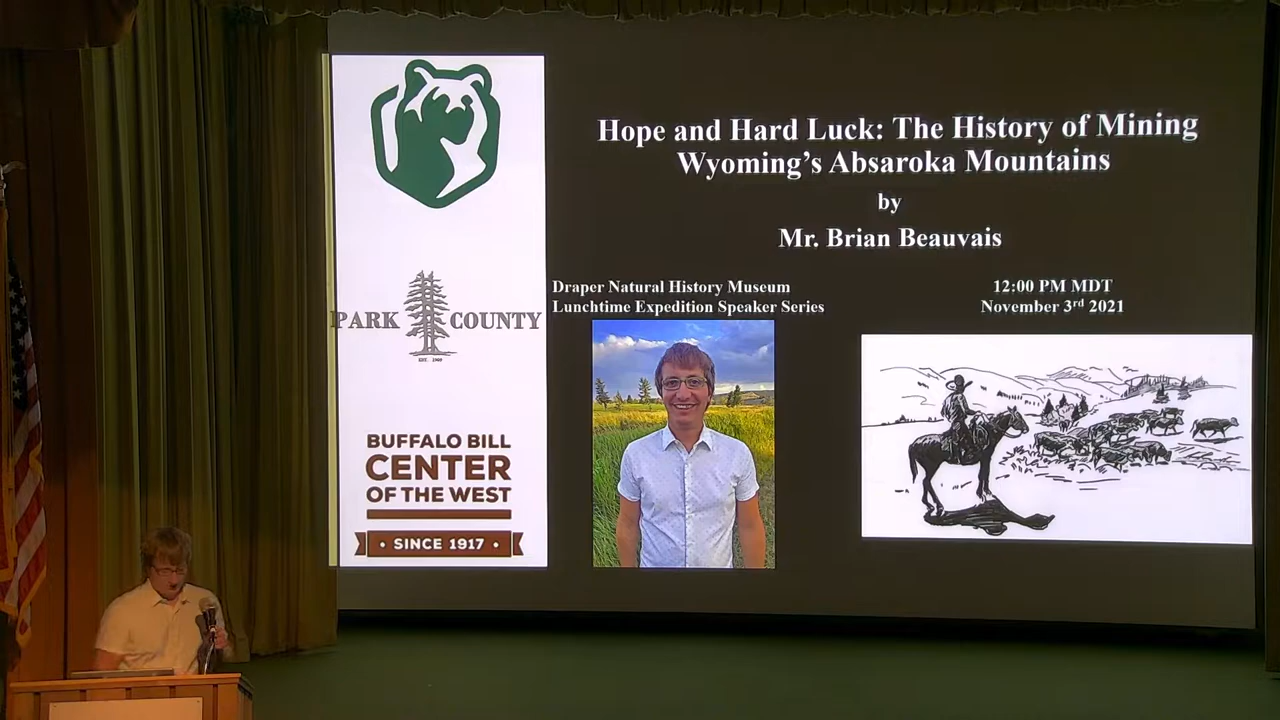 Hope and Hard Luck: The History of Mining
Wyoming's Absaroka Mountains
by
Mr. Brian Beauvais
Draper Natural History Museum
Lunchtime Expedition Speaker Series
12:00 PM MDT
November 3rd 2021
PARK COUNTY
EST. 1909
BUFFALO BILL
CENTER
OF THE WEST
• SINCE 1917 •